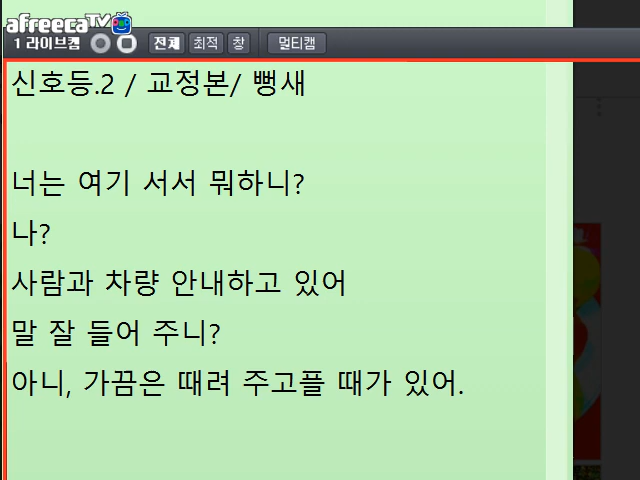 afreecaTV
1 라이브캠 전체 최적 창 멀티캠
신호등.2 / 교정본/ 뻥새
너는 여기 서서 뭐하니?
나?
사람과 차량 안내하고 있어
말 잘 들어 주니?
아니, 가끔은 때려 주고플 때가 있어.